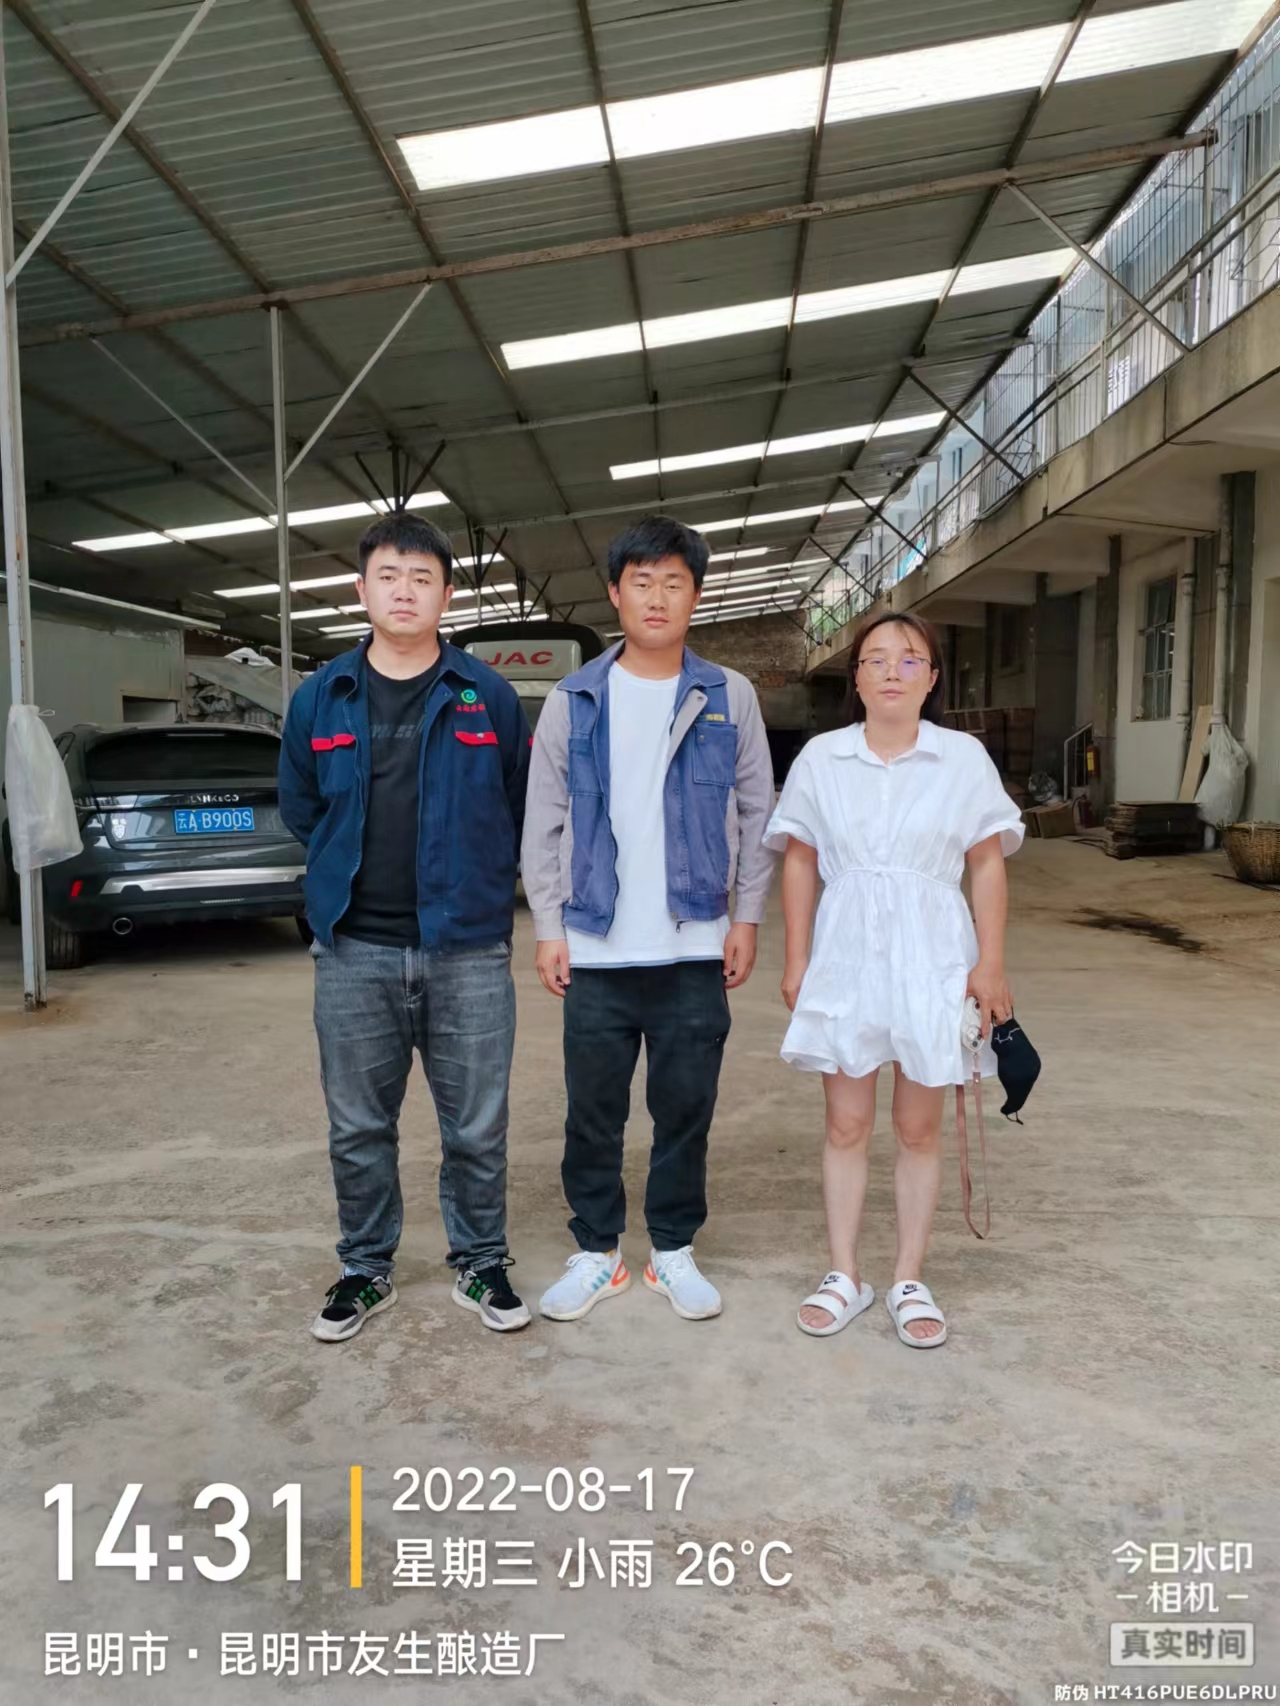 JAC
LYNK&CO
云A·B900S
14:31
2022-08-17
星期三 小雨 26°C
昆明市·昆明市友生酿造厂
今日水印
-相机-
真实时间
防伪 HT416PUE6DLPRU